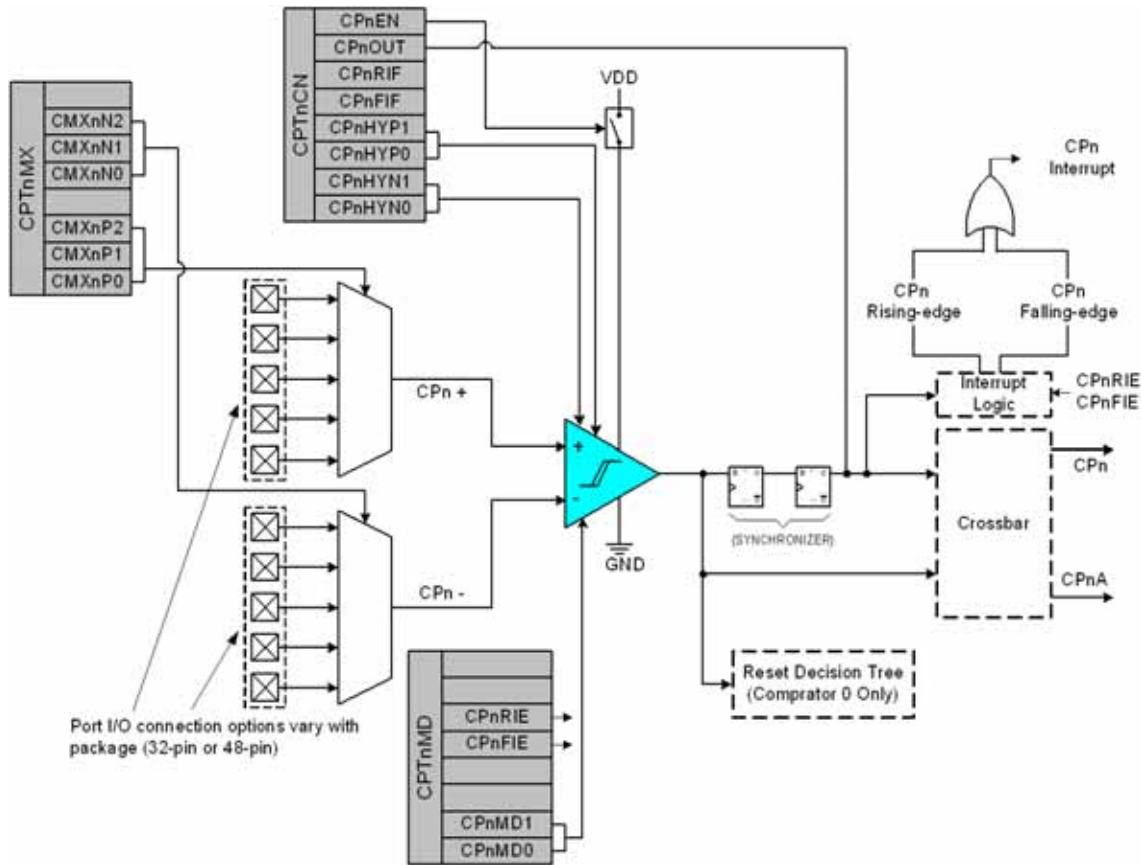 CPTnCN
CPnEN
CPnOUT
CPnRIF
CPnFIF
CPnHYP1
CPnHYP0
CPnHYN1
CPnHYN0
CPTnMX
CMXnN2
CMXnN1
CMXnN0
CMXnP2
CMXnP1
CMXnP0
VDD
CPn
Interrupt
CPn
Rising-edge
CPn
Falling-edge
Interrupt
Logic
CPnRIE
CPnFIE
CPn +
+
-
CPn -
GND
(SYNCHRONIZER)
Crossbar
CPn
CPnA
Reset Decision Tree
(Comprator 0 Only)
Port I/O connection options vary with
package (32-pin or 48-pin)
CPTnMD
CPnRIE
CPnFIE
CPnMD1
CPnMD0